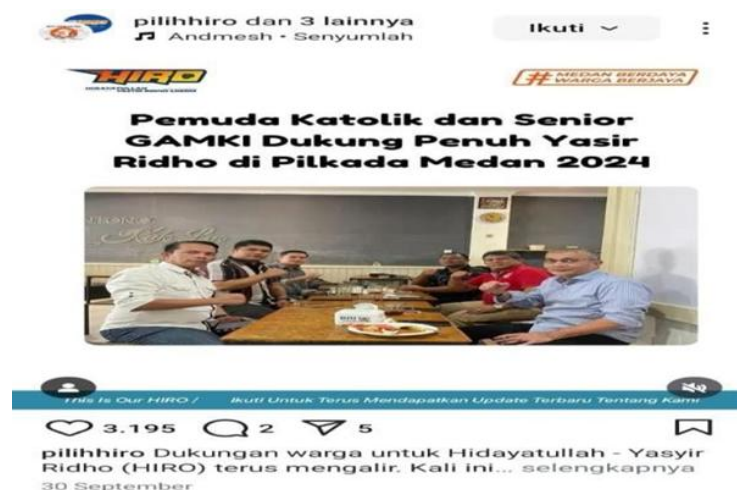 pilihhiro dan 3 lainnya
Andmesh • Senyumlah
Ikuti
HIRO
# MEDAN BERDAYA
WARGA BERJAYA
Pemuda Katolik dan Senior
GAMKI Dukung Penuh Yasir
Ridho di Pilkada Medan 2024
This Is Our HIRO / Ikuti Untuk Terus Mendapatkan Update Terbaru Tentang Kami
3.195 2 5
pilihhiro Dukungan warga untuk Hidayatullah - Yasyir
Ridho (HIRO) terus mengalir. Kali ini... selengkapnya
30 September